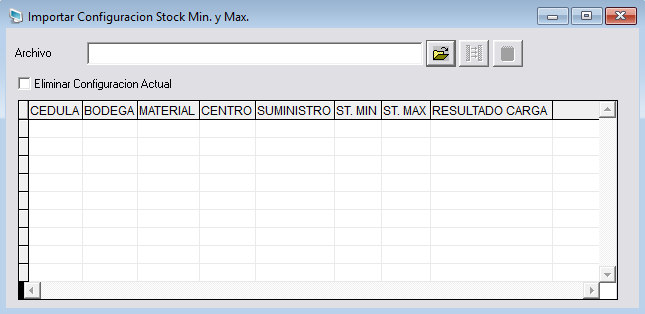 Importar Configuracion Stock Min. y Max.
Archivo
Eliminar Configuracion Actual
CEDULA BODEGA MATERIAL CENTRO SUMINISTRO ST. MIN ST. MAX RESULTADO CARGA